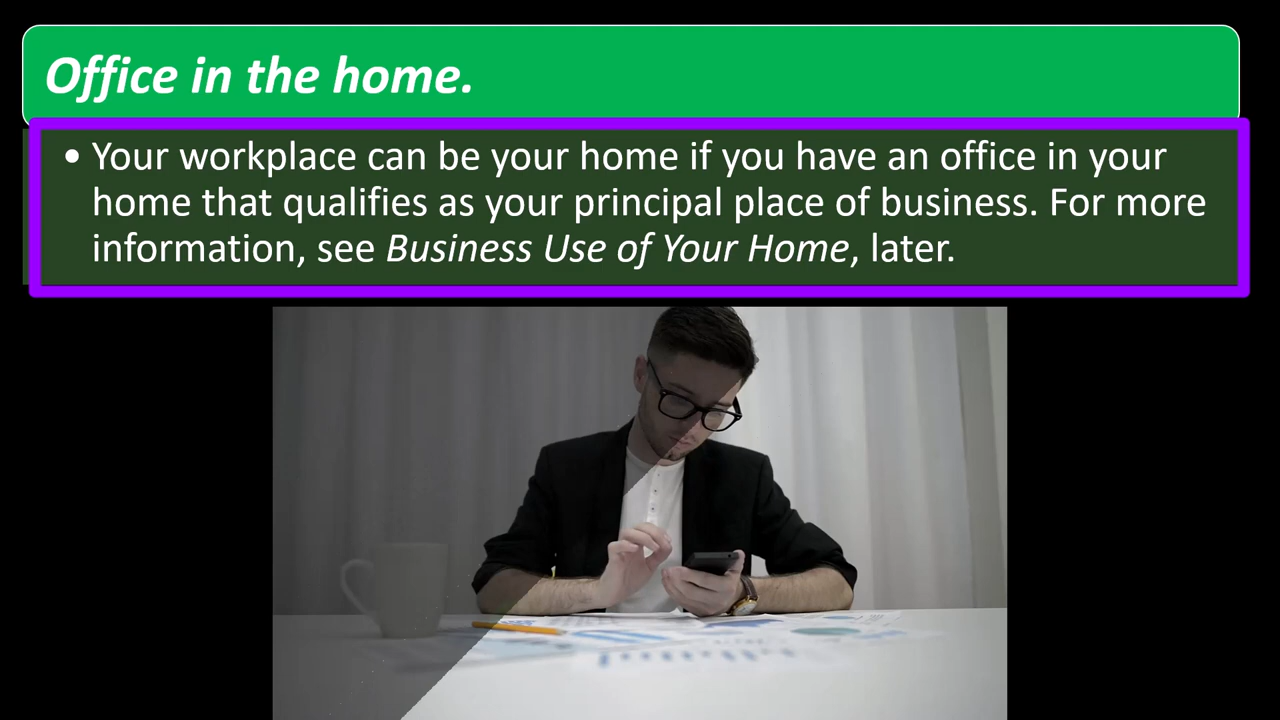 Office in the home.
• Your workplace can be your home if you have an office in your
home that qualifies as your principal place of business. For more
information, see Business Use of Your Home, later.